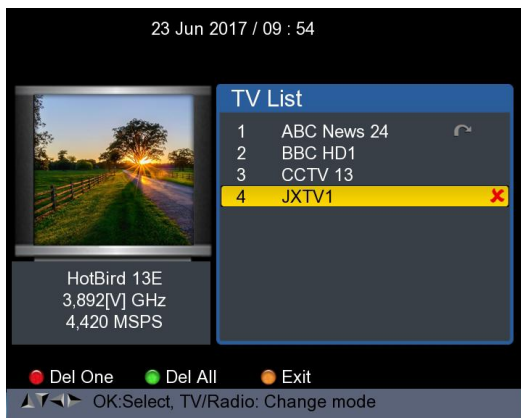 23 Jun 2017 / 09 : 54
TV List
1 ABC News 24
2 BBC HD1
3 CCTV 13
4 JXTV1
HotBird 13E
3,892[V] GHz
4,420 MSPS
Del One Del All Exit
OK:Select, TV/Radio: Change mode